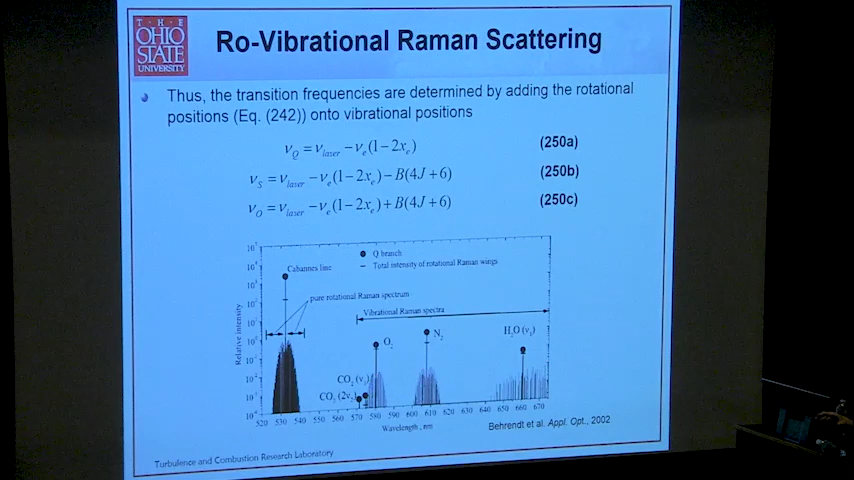 THE
OHIO
STATE
UNIVERSITY
Ro-Vibrational Raman Scattering
Thus, the transition frequencies are determined by adding the rotational
positions (Eq. (242)) onto vibrational positions
ν_Q = ν_laser − ν_e(1 − 2x_e) (250a)
ν_S = ν_laser − ν_e(1 − 2x_e) − B(4J + 6) (250b)
ν_O = ν_laser − ν_e(1 − 2x_e) + B(4J + 6) (250c)
Q branch
Total intensity of rotational Raman wings
Cabannes line
pure rotational Raman spectrum
Vibrational Raman spectra
O₂
N₂
H₂O (ν₁)
CO₂ (ν₁)
CO₂ (2ν₂)
Relative intensity
520 530 540 550 560 570 580 590 600 610 620 630 640 650 660 670
Wavelength, nm
Behrendt et al. Appl. Opt., 2002
Turbulence and Combustion Research Laboratory